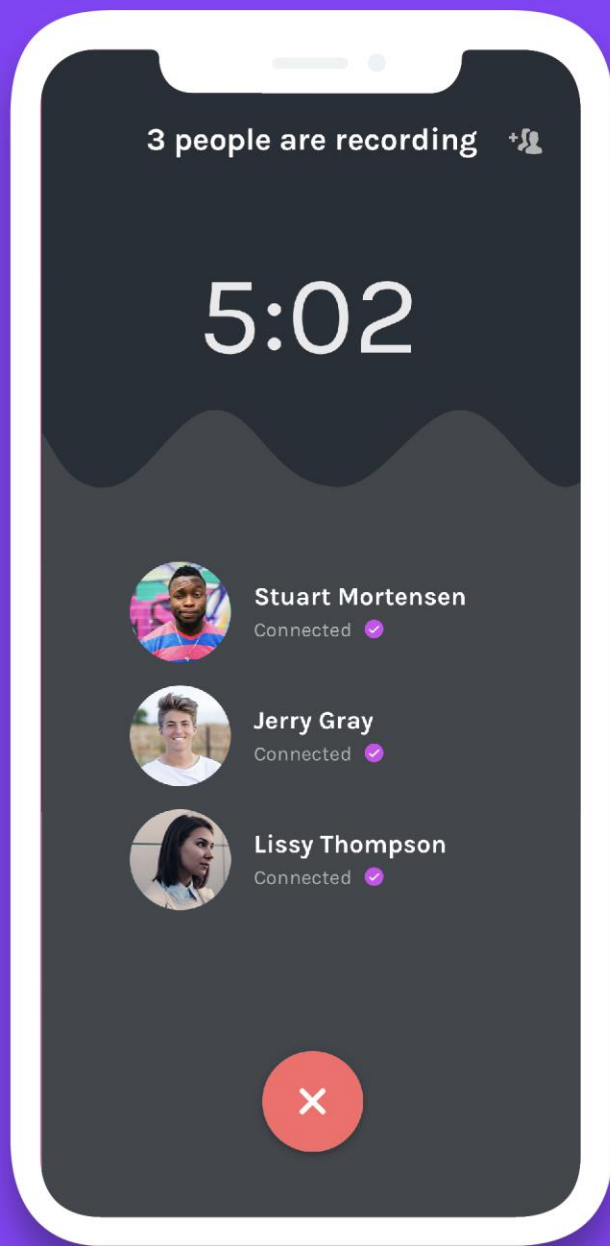 3 people are recording
5:02
Stuart Mortensen
Connected
Jerry Gray
Connected
Lissy Thompson
Connected